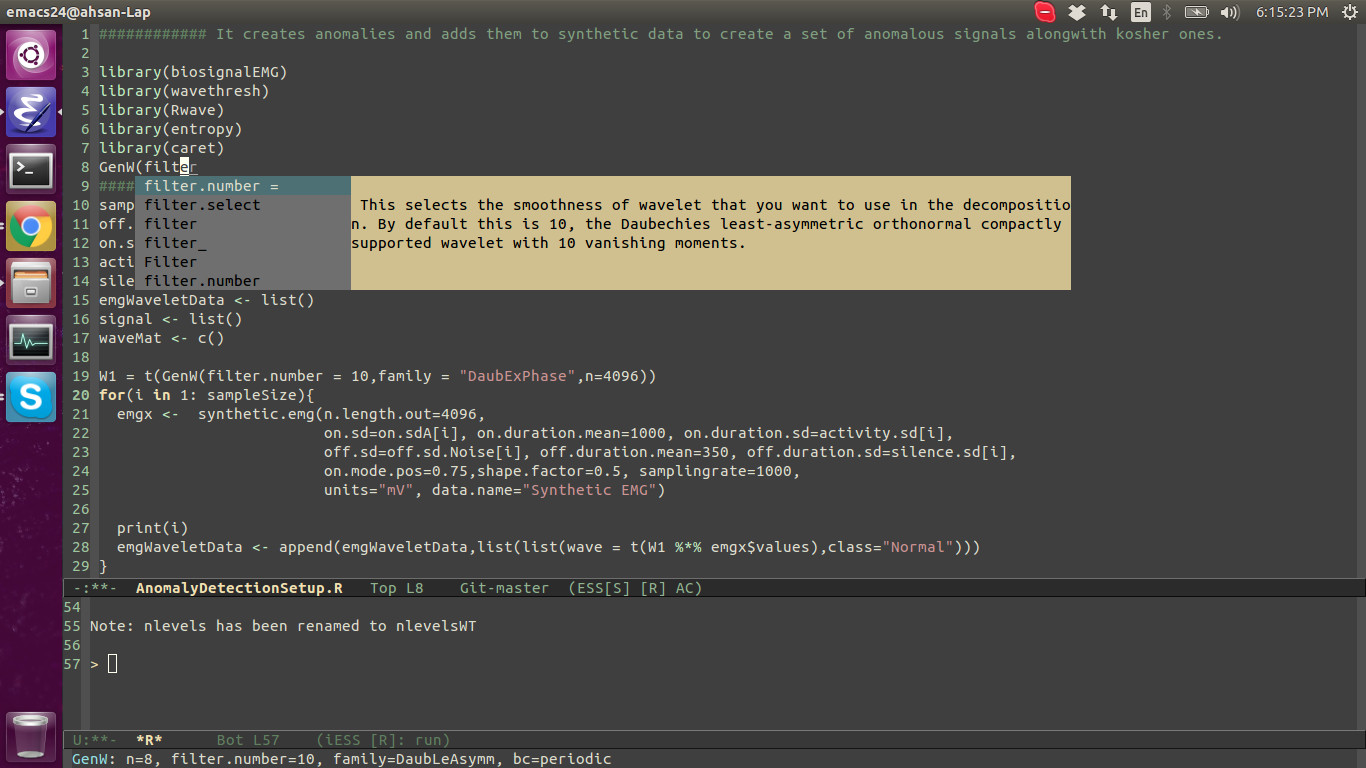 emacs24@ahsan-Lap En 6:15:23 PM
1 ############ It creates anomalies and adds them to synthetic data to create a set of anomalous signals alongwith kosher ones.
2
3 library(biosignalEMG)
4 library(wavethresh)
5 library(Rwave)
6 library(entropy)
7 library(caret)
8 GenW(filter
9 #### filter.number =
10 samp filter.select This selects the smoothness of wavelet that you want to use in the decompositio
11 off. filter n. By default this is 10, the Daubechies least-asymmetric orthonormal compactly
12 on.s filter_ supported wavelet with 10 vanishing moments.
13 acti Filter
14 sile filter.number
15 emgWaveletData <- list()
16 signal <- list()
17 waveMat <- c()
18
19 W1 = t(GenW(filter.number = 10,family = "DaubExPhase",n=4096))
20 for(i in 1: sampleSize){
21 emgx <-  synthetic.emg(n.length.out=4096,
22 on.sd=on.sdA[i], on.duration.mean=1000, on.duration.sd=activity.sd[i],
23 off.sd=off.sd.Noise[i], off.duration.mean=350, off.duration.sd=silence.sd[i],
24 on.mode.pos=0.75,shape.factor=0.5, samplingrate=1000,
25 units="mV", data.name="Synthetic EMG")
26
27 print(i)
28 emgWaveletData <- append(emgWaveletData,list(list(wave = t(W1 %*% emgx$values),class="Normal")))
29 }
-:**- AnomalyDetectionSetup.R Top L8 Git-master (ESS[S] [R] AC)
54
55 Note: nlevels has been renamed to nlevelsWT
56
57 >
U:**- *R* Bot L57 (iESS [R]: run)
GenW: n=8, filter.number=10, family=DaubLeAsymm, bc=periodic